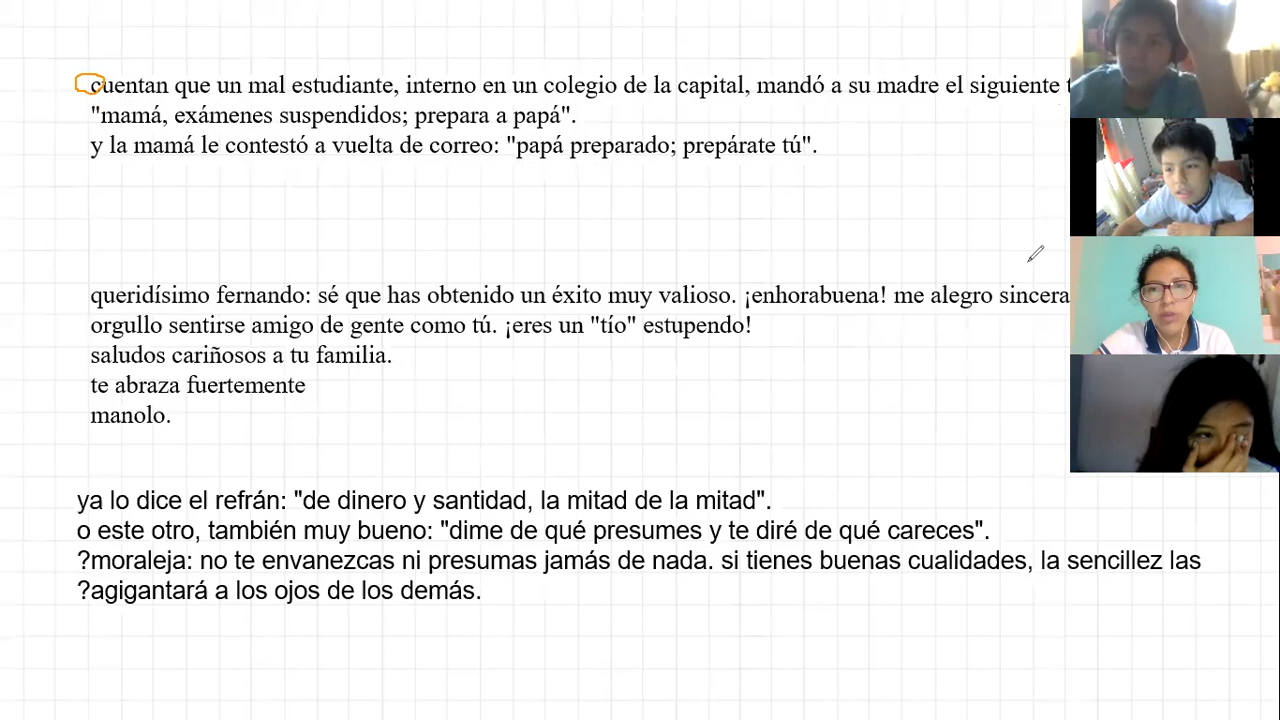 cuentan que un mal estudiante, interno en un colegio de la capital, mandó a su madre el siguiente
"mamá, exámenes suspendidos; prepara a papá".
y la mamá le contestó a vuelta de correo: "papá preparado; prepárate tú".
queridísimo fernando: sé que has obtenido un éxito muy valioso. ¡enhorabuena! me alegro
orgullo sentirse amigo de gente como tú. ¡eres un "tío" estupendo!
saludos cariñosos a tu familia.
te abraza fuertemente
manolo.
ya lo dice el refrán: "de dinero y santidad, la mitad de la mitad".
o este otro, también muy bueno: "dime de qué presumes y te diré de qué careces".
?moraleja: no te envanezcas ni presumas jamás de nada. si tienes buenas cualidades, la sencillez las
?agigantará a los ojos de los demás.